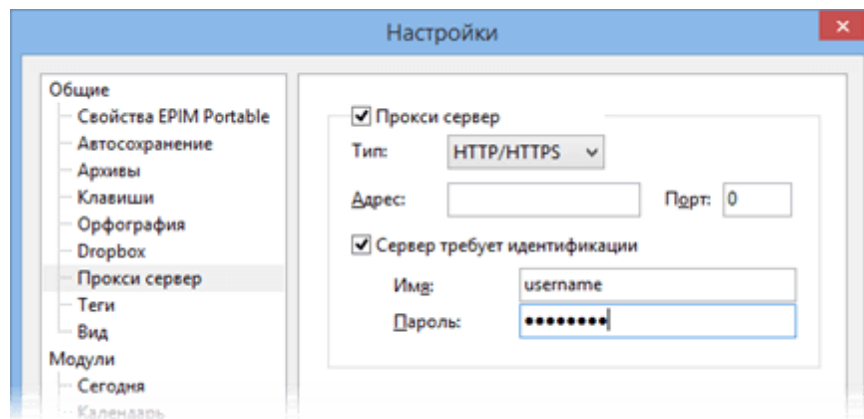 Настройки
Общие
Свойства EPIM Portable
Автосохранение
Архивы
Клавиши
Орфография
Dropbox
Прокси сервер
Теги
Вид
Модули
Сегодня
Календарь
Прокси сервер
Тип: HTTP/HTTPS
Адрес: Порт: 0
Сервер требует идентификации
Имя: username
Пароль: ••••••••